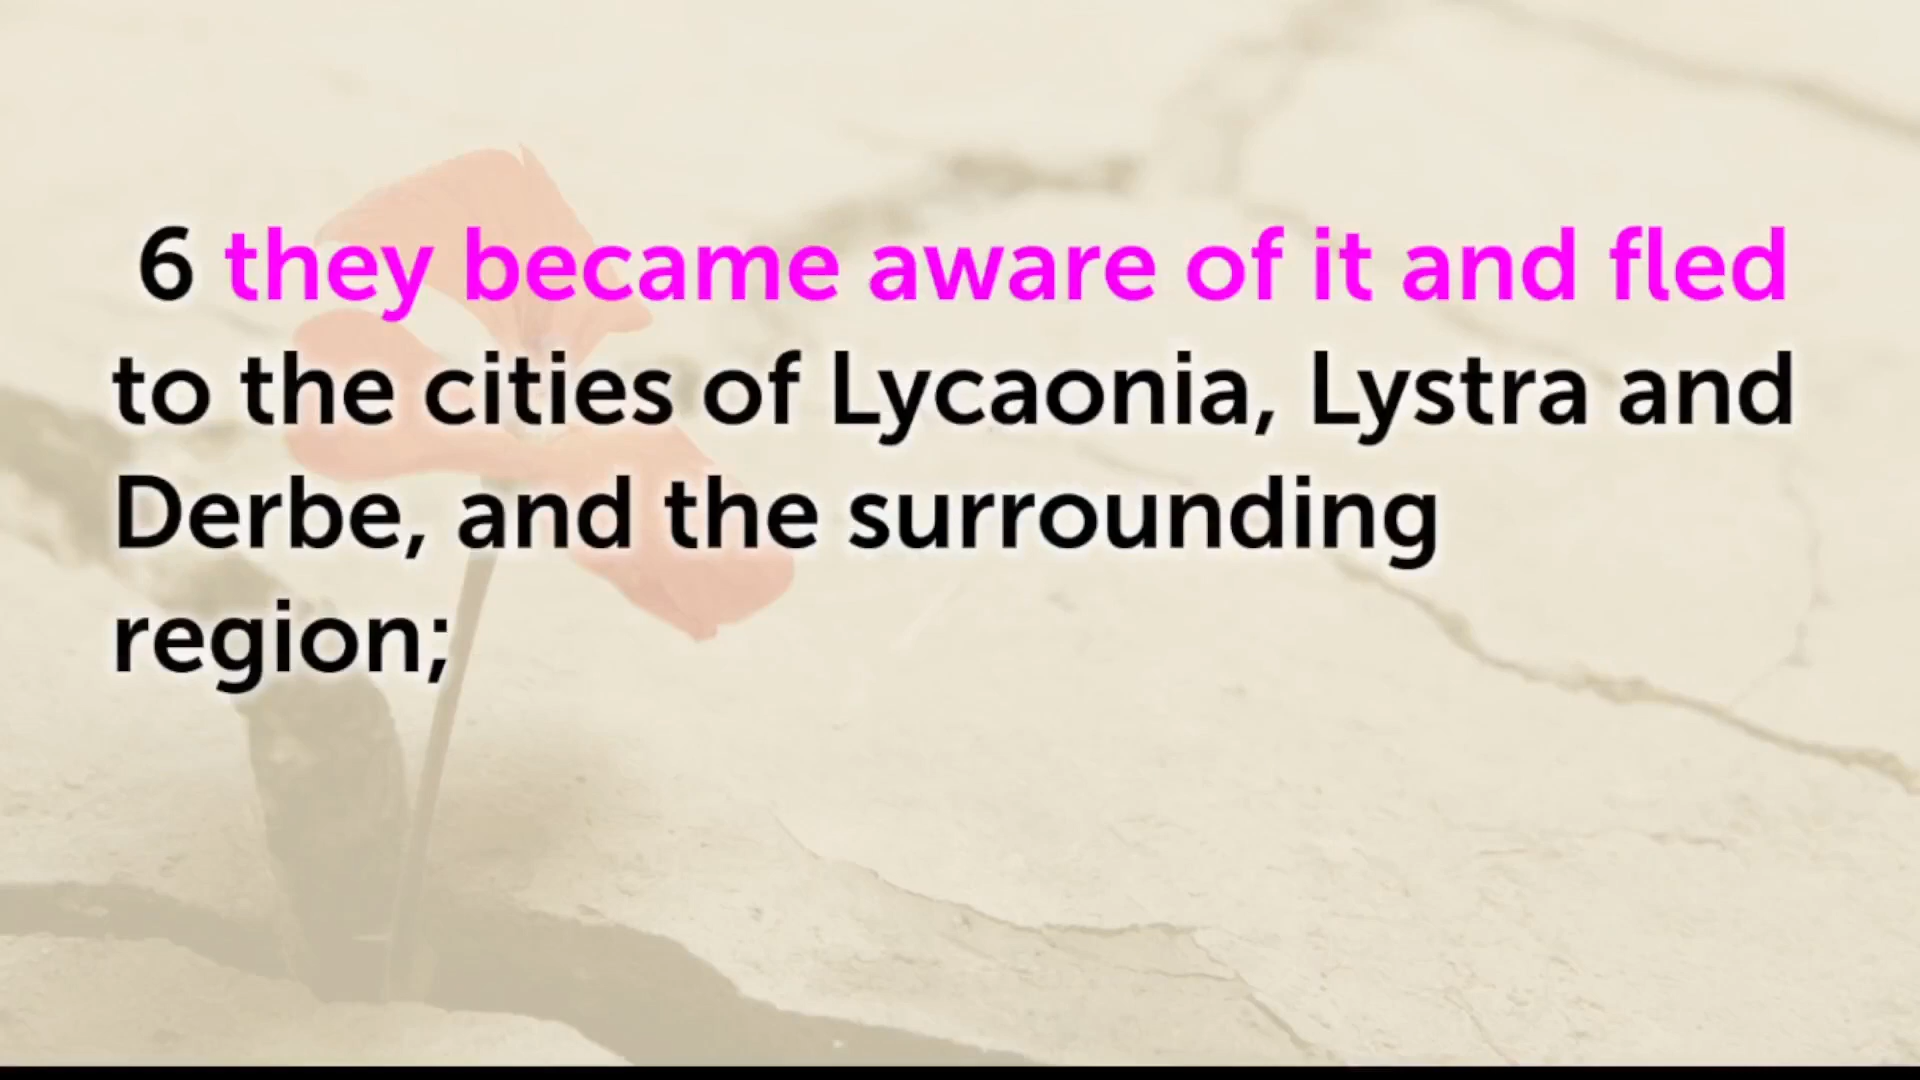 6 they became aware of it and fled
to the cities of Lycaonia, Lystra and
Derbe, and the surrounding
region;